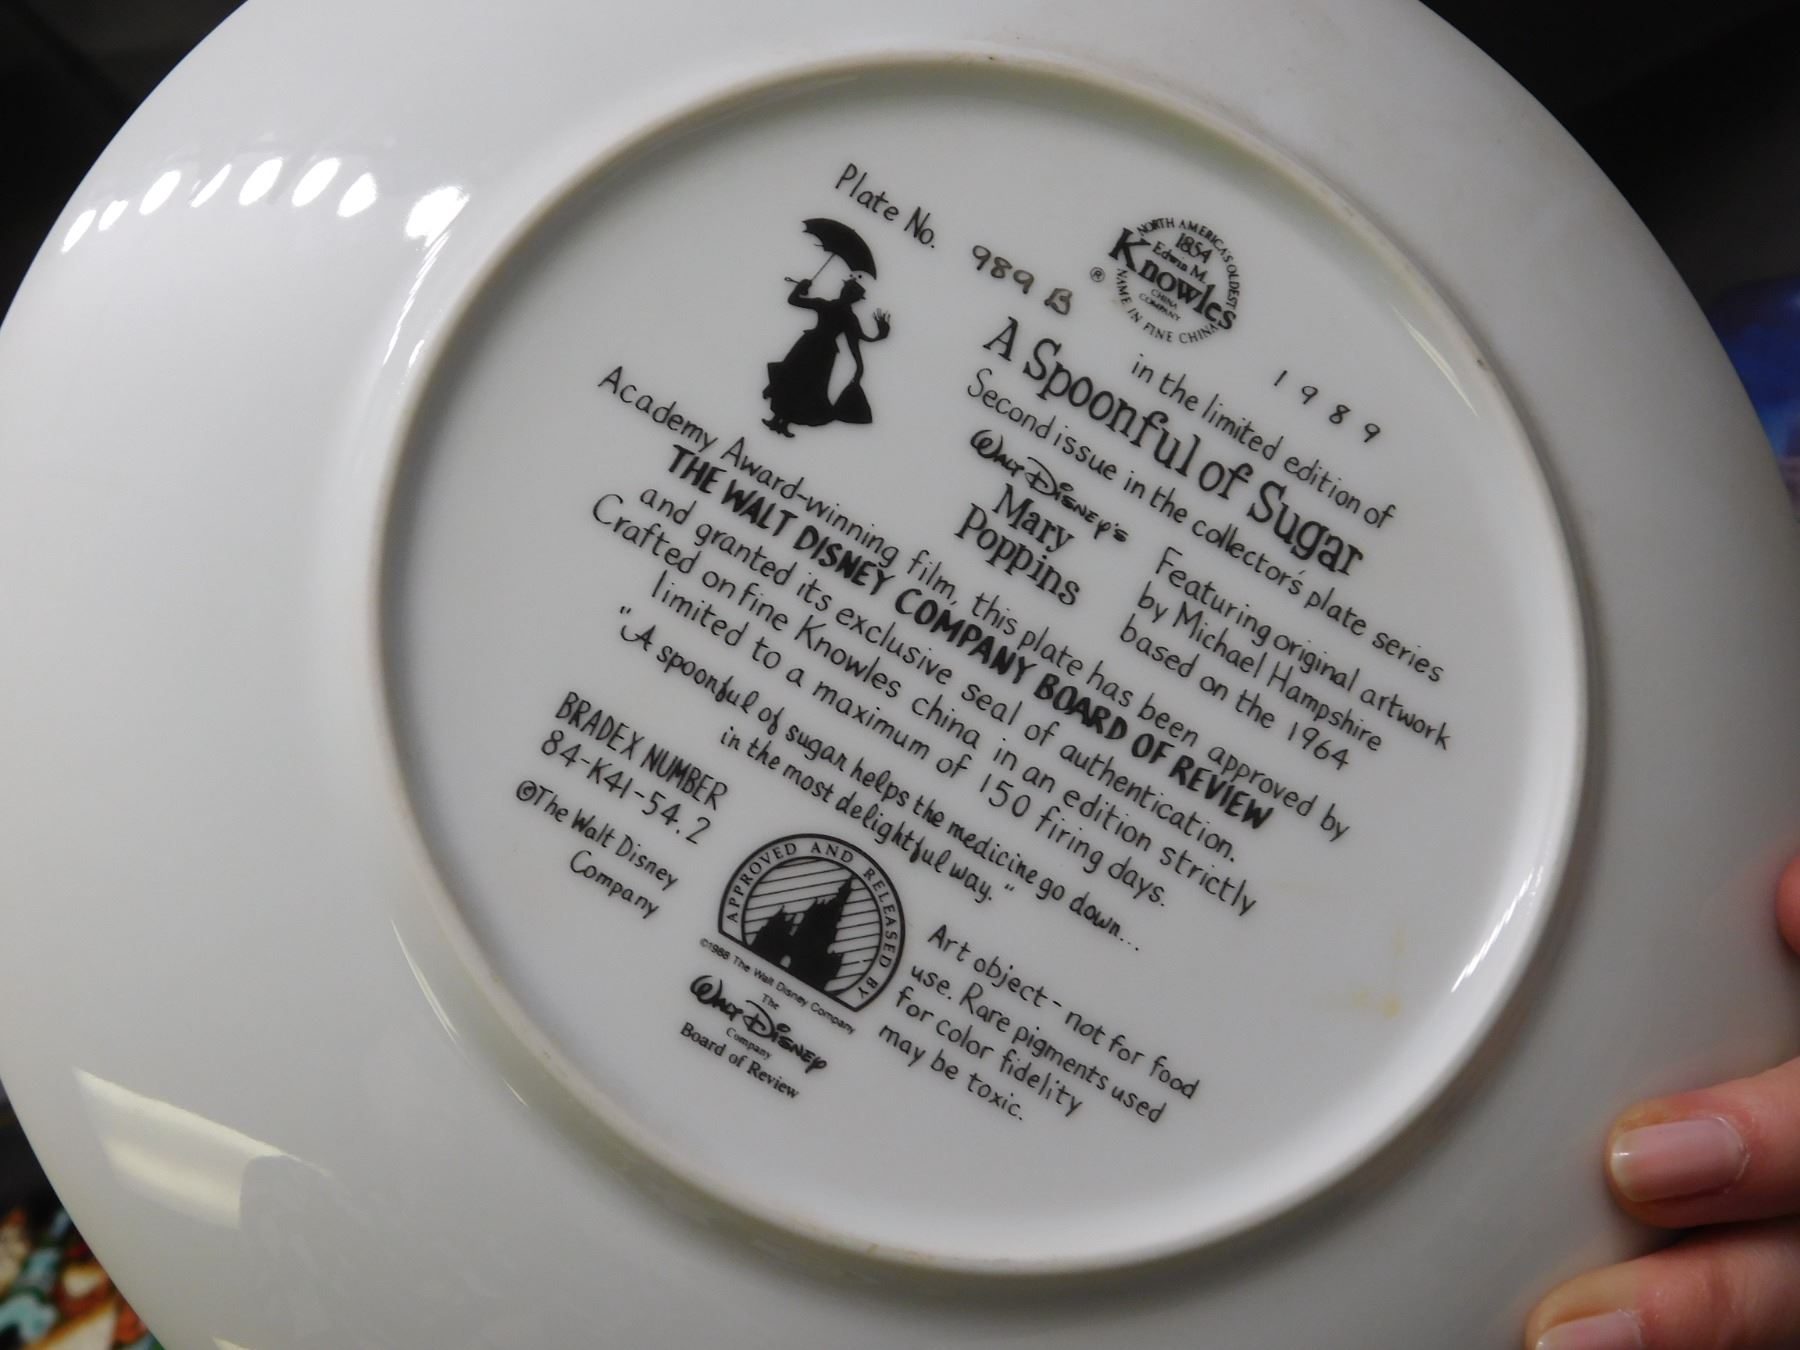 Plate No. 989 B
NORTH AMERICA'S OLDEST
1854
Edwin M.
Knowles
CHINA
COMPANY
NAME IN FINE CHINA
®
1989
in the limited edition of
A Spoonful of Sugar
Second issue in the collector's plate series
Walt Disney's
Mary
Poppins
Featuring original artwork
by Michael Hampshire
based on the 1964
Academy Award-winning film, this plate has been approved by
THE WALT DISNEY COMPANY BOARD OF REVIEW
and granted its exclusive seal of authentication.
Crafted on fine Knowles china in an edition strictly
limited to a maximum of 150 firing days.
"A spoonful of sugar helps the medicine go down...
in the most delightful way."
BRADEX NUMBER
84-K41-54.2
©The Walt Disney
Company
APPROVED AND RELEASED BY
©1988 The Walt Disney Company
The
Walt Disney
Company
Board of Review
Art object - not for food
use. Rare pigments used
for color fidelity
may be toxic.